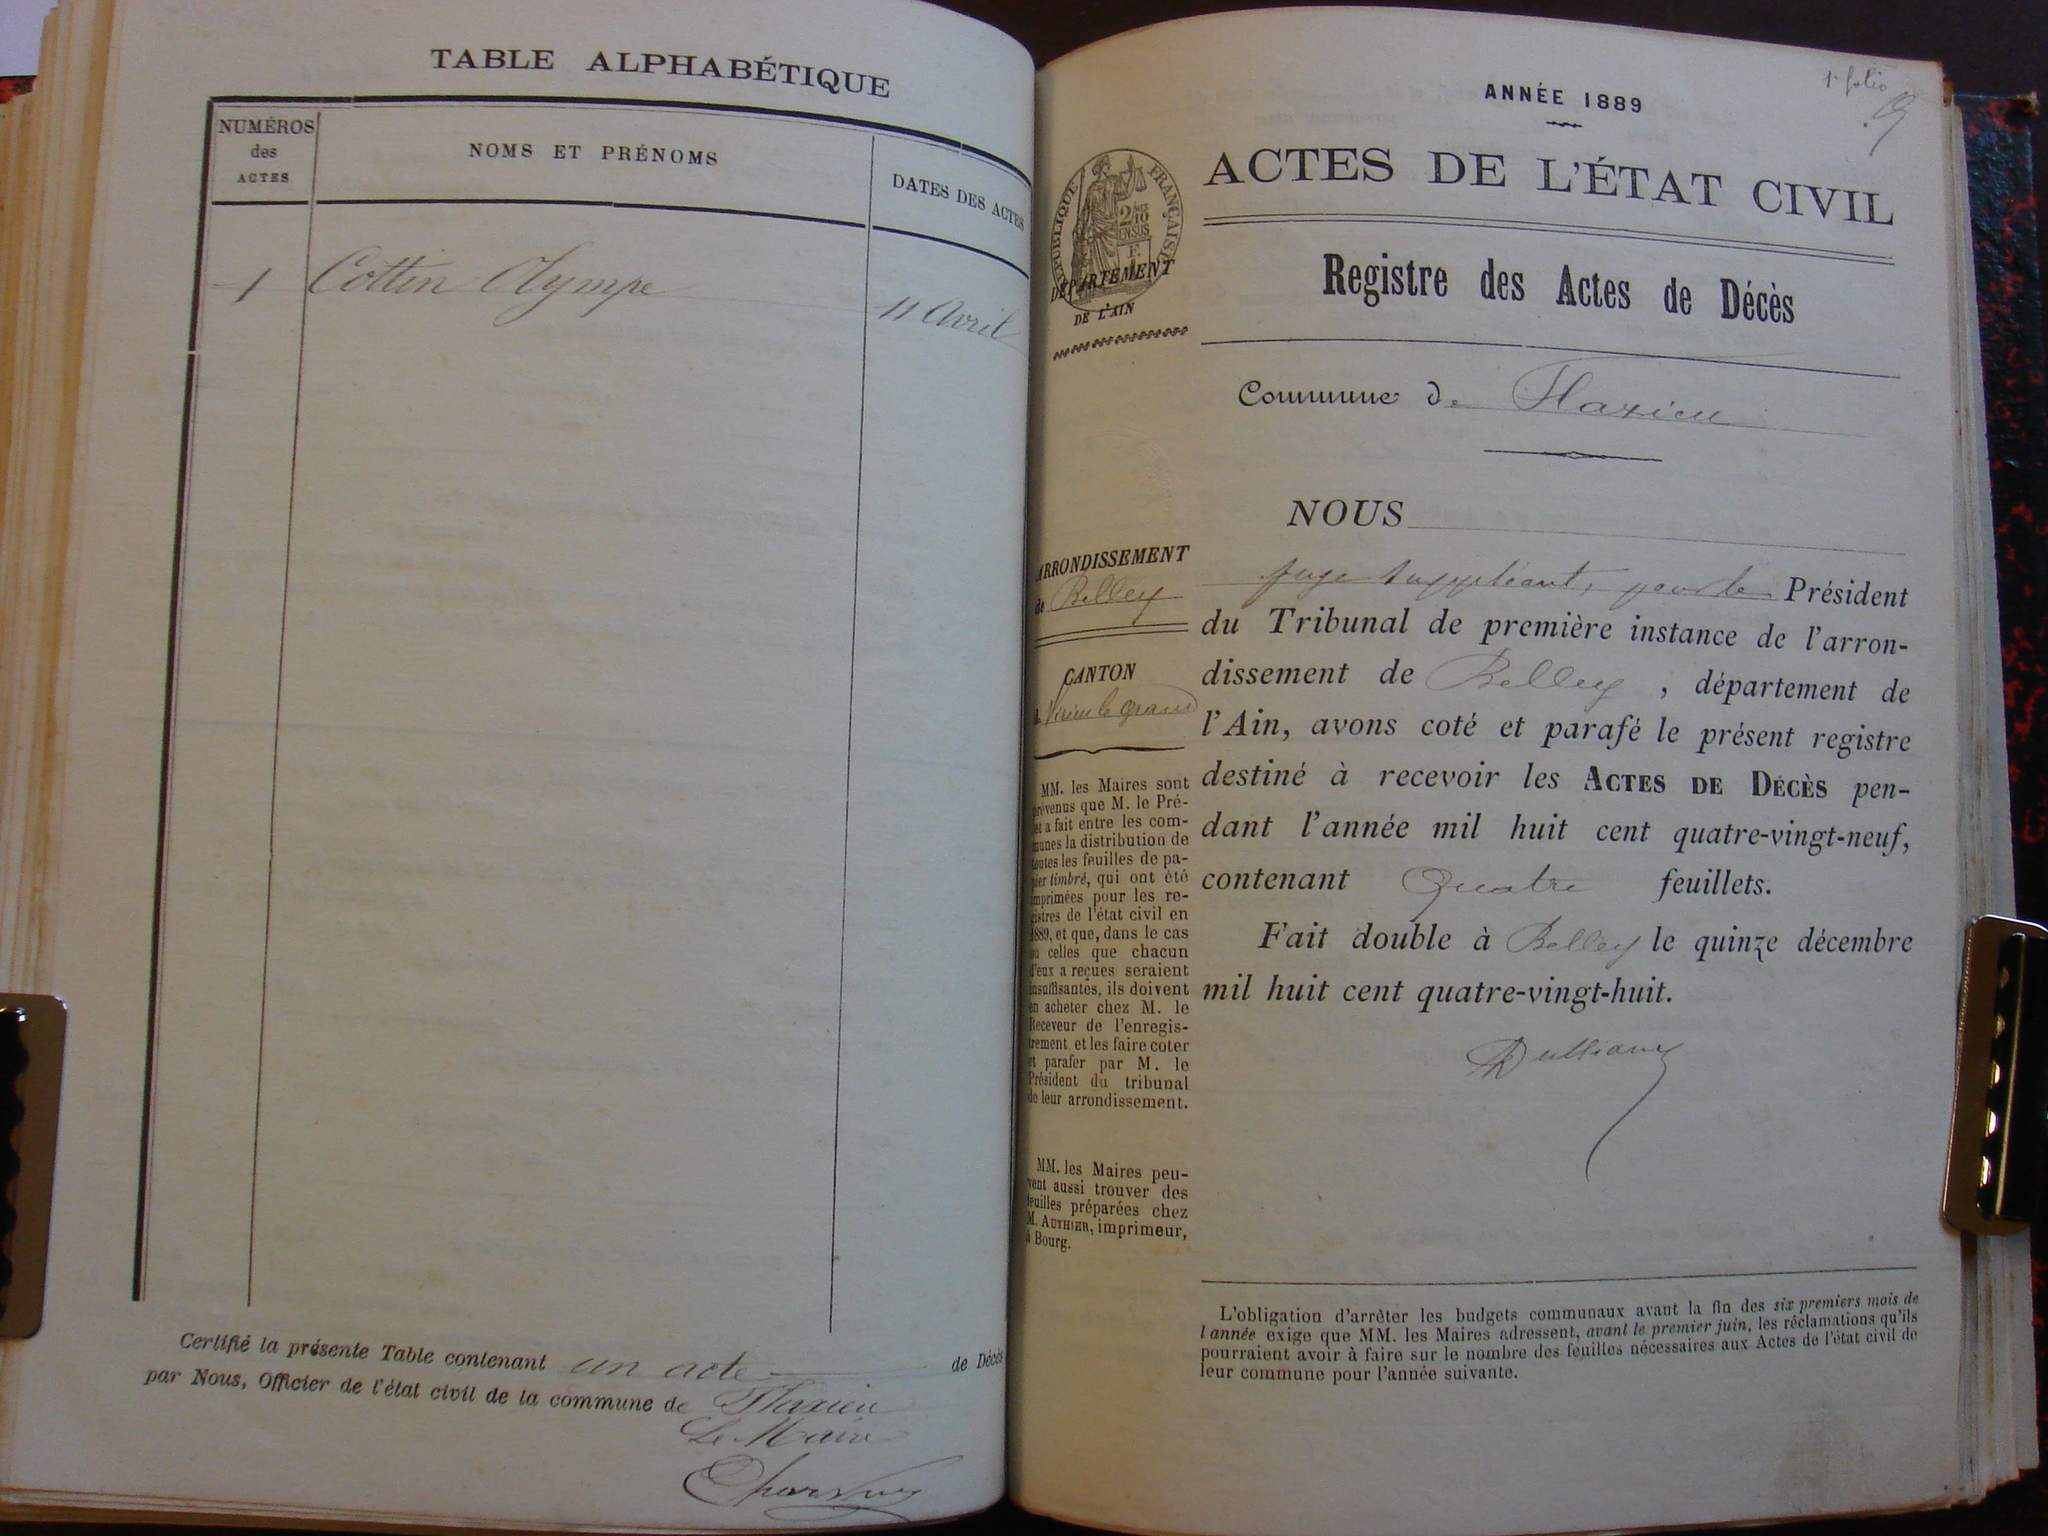 TABLE ALPHABÉTIQUE
NUMÉROS
des
ACTES
NOMS ET PRÉNOMS
DATES DES ACTES
1 Cottin Olympe 11 Avril
Certifié la présente Table contenant un acte de Décès
par Nous, Officier de l'état civil de la commune de Flaxieu
Le Maire
1er folio
ANNÉE 1889
ACTES DE L'ÉTAT CIVIL
RÉPUBLIQUE FRANÇAISE
2/10
EN SUS
DÉPARTEMENT
DE L'AIN
Registre des Actes de Décès
Commune de Flaxieu
ARRONDISSEMENT
de Belley
CANTON
de Virieu le Grand
MM. les Maires sont
prévenus que M. le Pré-
fet a fait entre les com-
munes la distribution de
toutes les feuilles de pa-
pier timbré, qui ont été
imprimées pour les re-
gistres de l'état civil en
1889, et que, dans le cas
où celles que chacun
d'eux a reçues seraient
insuffisantes, ils doivent
en acheter chez M. le
Receveur de l'enregis-
trement et les faire coter
et parafer par M. le
Président du tribunal
de leur arrondissement.
MM. les Maires peu-
vent aussi trouver des
feuilles préparées chez
M. AUTHIER, imprimeur,
à Bourg.
NOUS
juge suppléant, pour le Président
du Tribunal de première instance de l'arron-
dissement de Belley, département de
l'Ain, avons coté et parafé le présent registre
destiné à recevoir les ACTES DE DÉCÈS pen-
dant l'année mil huit cent quatre-vingt-neuf,
contenant Quatre feuillets.
Fait double à Belley le quinze décembre
mil huit cent quatre-vingt-huit.
L'obligation d'arrêter les budgets communaux avant la fin des six premiers mois de
l'année exige que MM. les Maires adressent, avant le premier juin, les réclamations qu'ils
pourraient avoir à faire sur le nombre des feuilles nécessaires aux Actes de l'état civil de
leur commune pour l'année suivante.